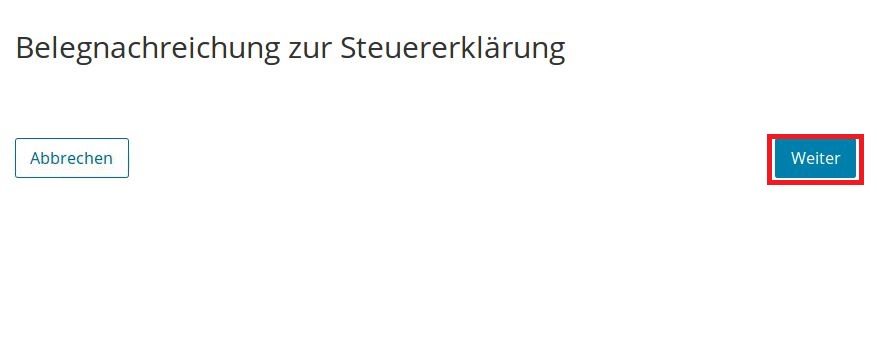 Belegnachreichung zur Steuererklärung
Abbrechen
Weiter